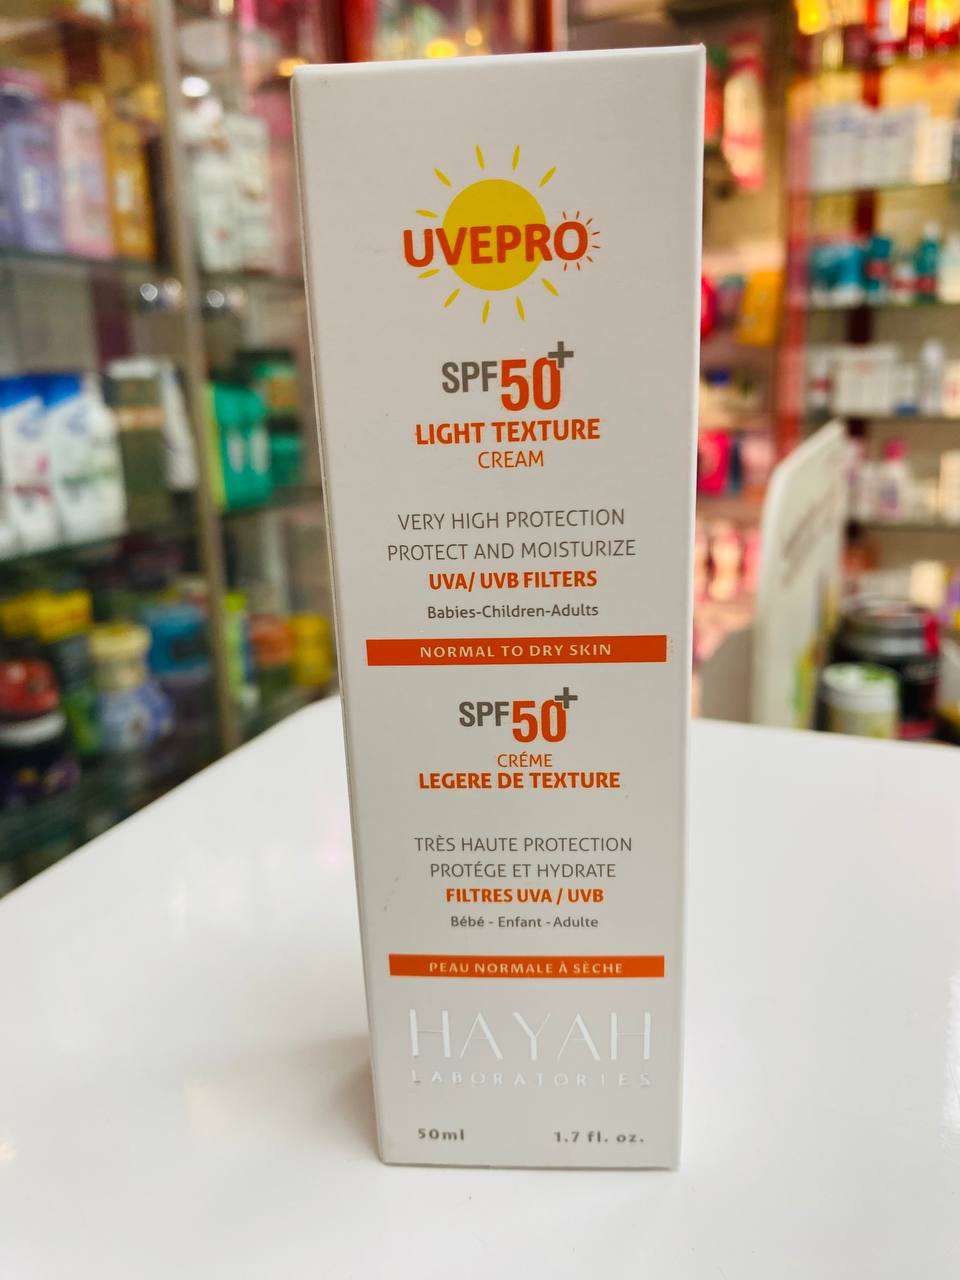 UVEPRO
SPF50+
LIGHT TEXTURE
CREAM
VERY HIGH PROTECTION
PROTECT AND MOISTURIZE
UVA/ UVB FILTERS
Babies-Children-Adults
NORMAL TO DRY SKIN
SPF50+
CRÉME
LEGERE DE TEXTURE
TRÈS HAUTE PROTECTION
PROTÉGE ET HYDRATE
FILTRES UVA / UVB
Bébé - Enfant - Adulte
PEAU NORMALE À SÈCHE
HAYAH
LABORATORIES
50ml 1.7 fl. oz.